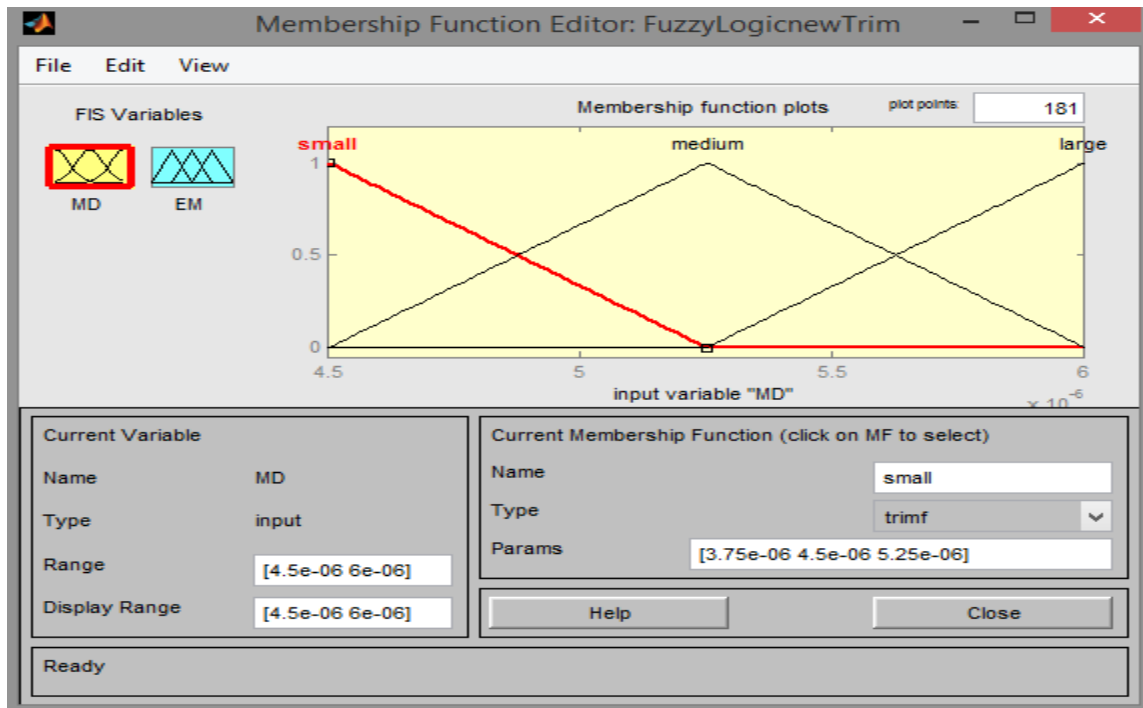 Membership Function Editor: FuzzyLogicnewTrim
File Edit View
FIS Variables
Membership function plots
plot points:
181
MD
EM
small
medium
large
1
0.5
0
4.5
5
5.5
6
input variable "MD"
x 10^-6
Current Variable
Name MD
Type input
Range [4.5e-06 6e-06]
Display Range [4.5e-06 6e-06]
Current Membership Function (click on MF to select)
Name small
Type trimf
Params [3.75e-06 4.5e-06 5.25e-06]
Help Close
Ready